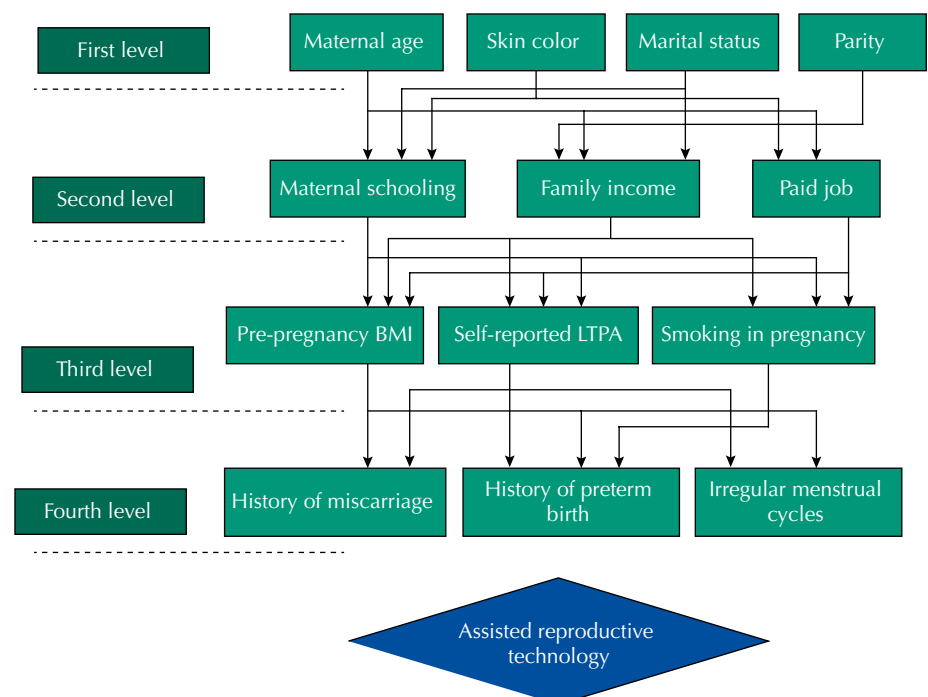 First level
Maternal age
Skin color
Marital status
Parity
Second level
Maternal schooling
Family income
Paid job
Third level
Pre-pregnancy BMI
Self-reported LTPA
Smoking in pregnancy
Fourth level
History of miscarriage
History of preterm
birth
Irregular menstrual
cycles
Assisted reproductive
technology